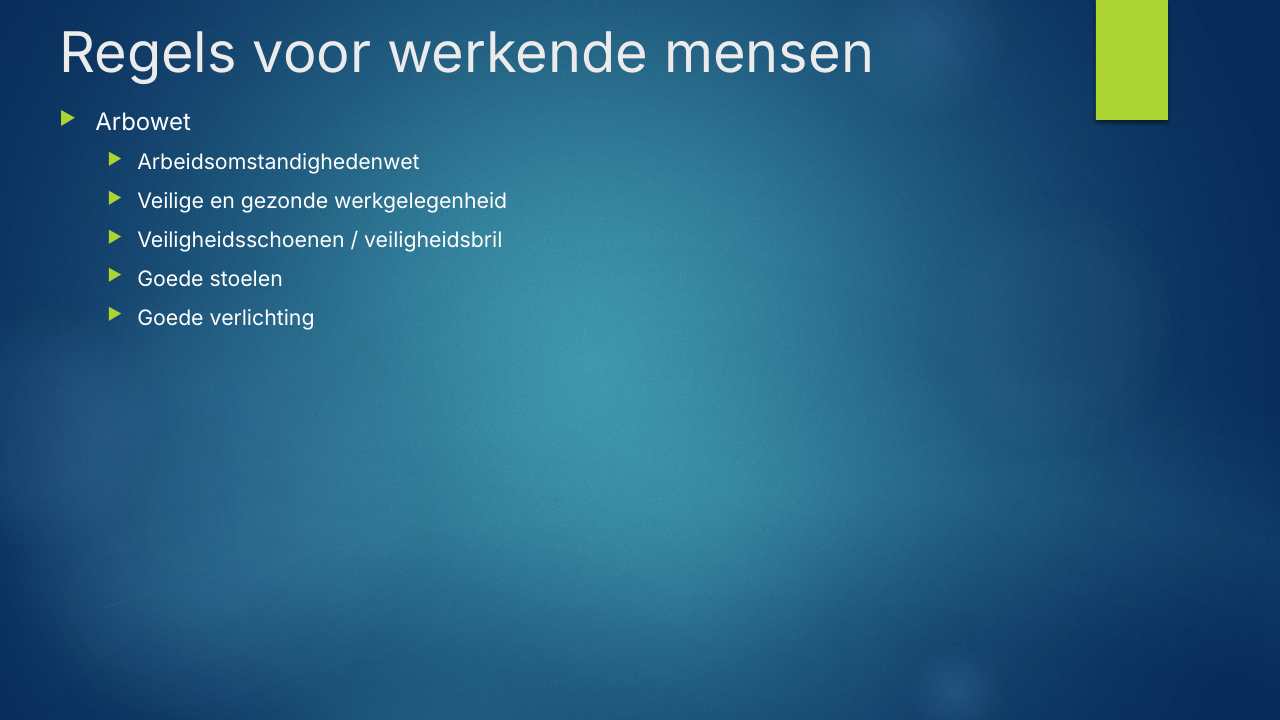 Regels voor werkende mensen
Arbowet
Arbeidsomstandighedenwet
Veilige en gezonde werkgelegenheid
Veiligheidsschoenen / veiligheidsbril
Goede stoelen
Goede verlichting